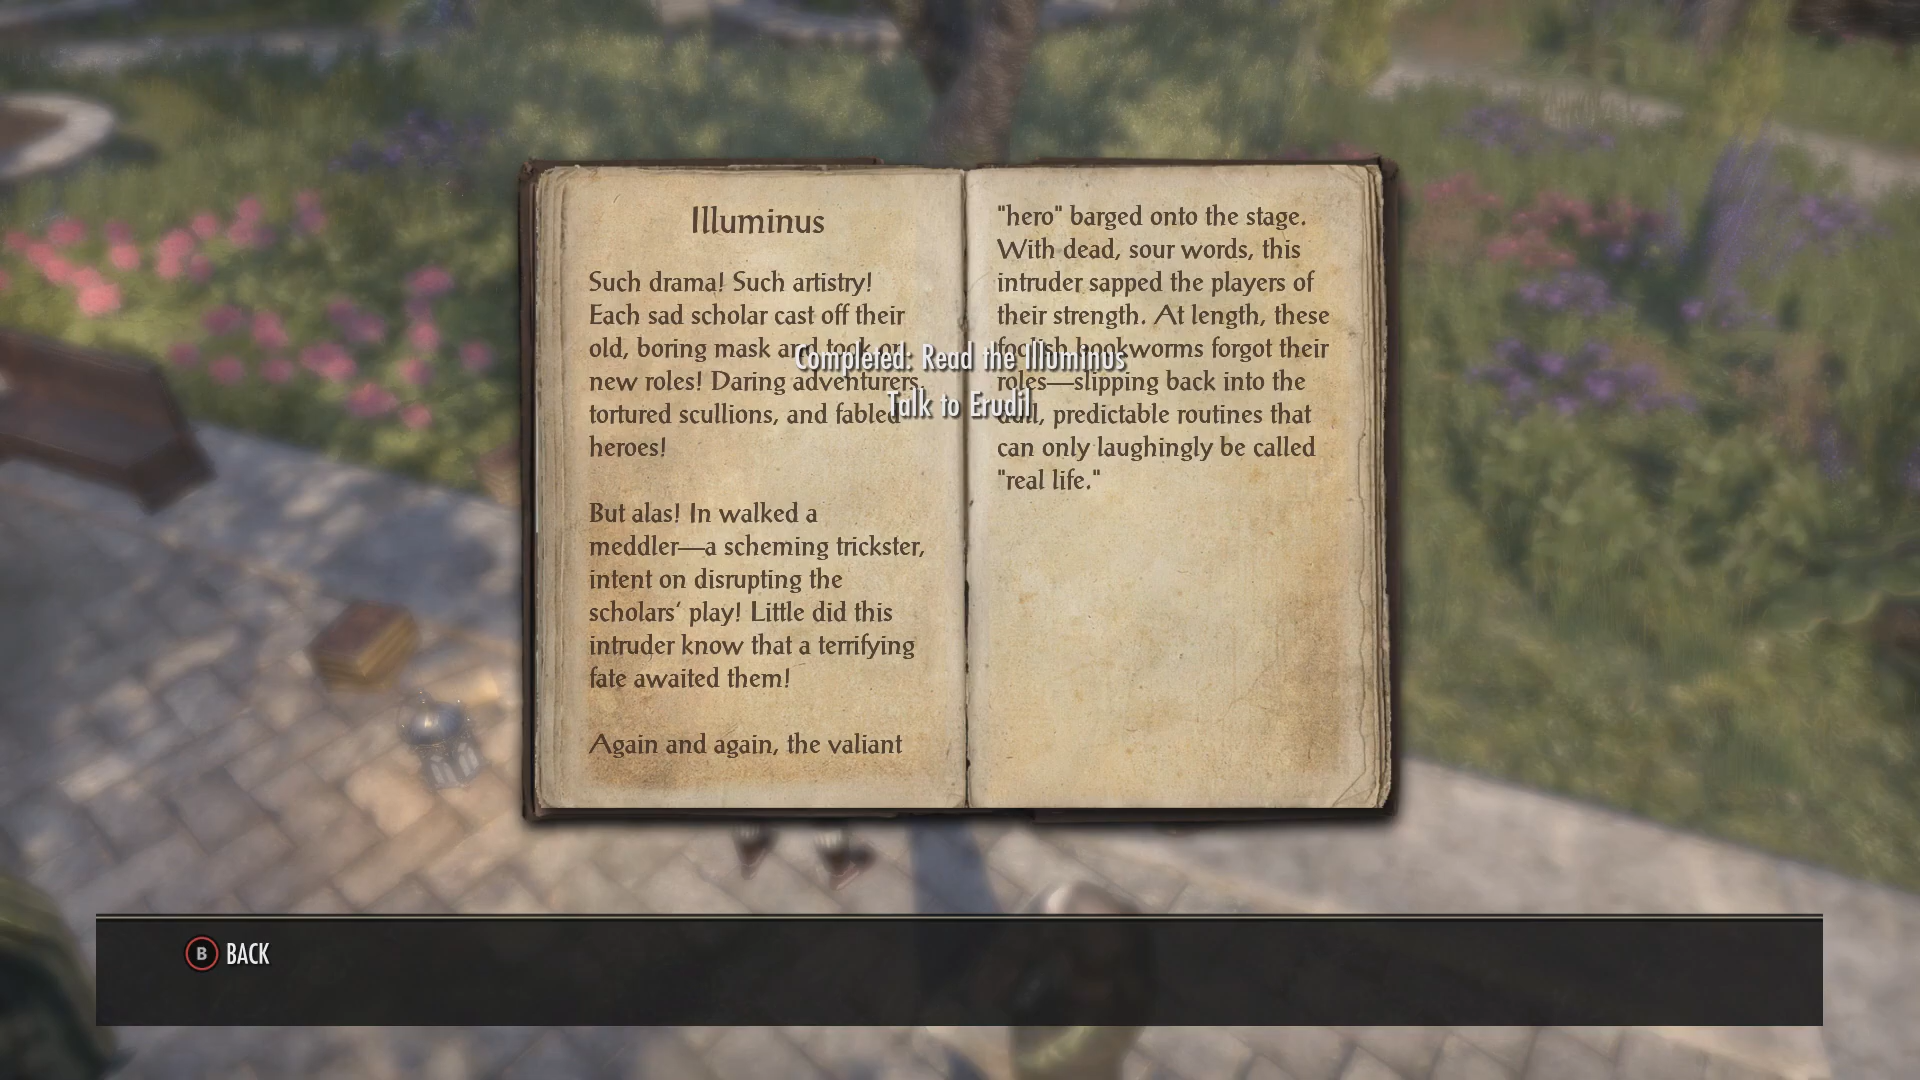 Illuminus
Such drama! Such artistry!
Each sad scholar cast off their
old, boring mask and took on
new roles! Daring adventurers,
tortured scullions, and fabled
heroes!
But alas! In walked a
meddler—a scheming trickster,
intent on disrupting the
scholars' play! Little did this
intruder know that a terrifying
fate awaited them!
Again and again, the valiant
"hero" barged onto the stage.
With dead, sour words, this
intruder sapped the players of
their strength. At length, these
foolish bookworms forgot their
roles—slipping back into the
dull, predictable routines that
can only laughingly be called
"real life."
Completed: Read the Illuminus
Talk to Erudil
B BACK